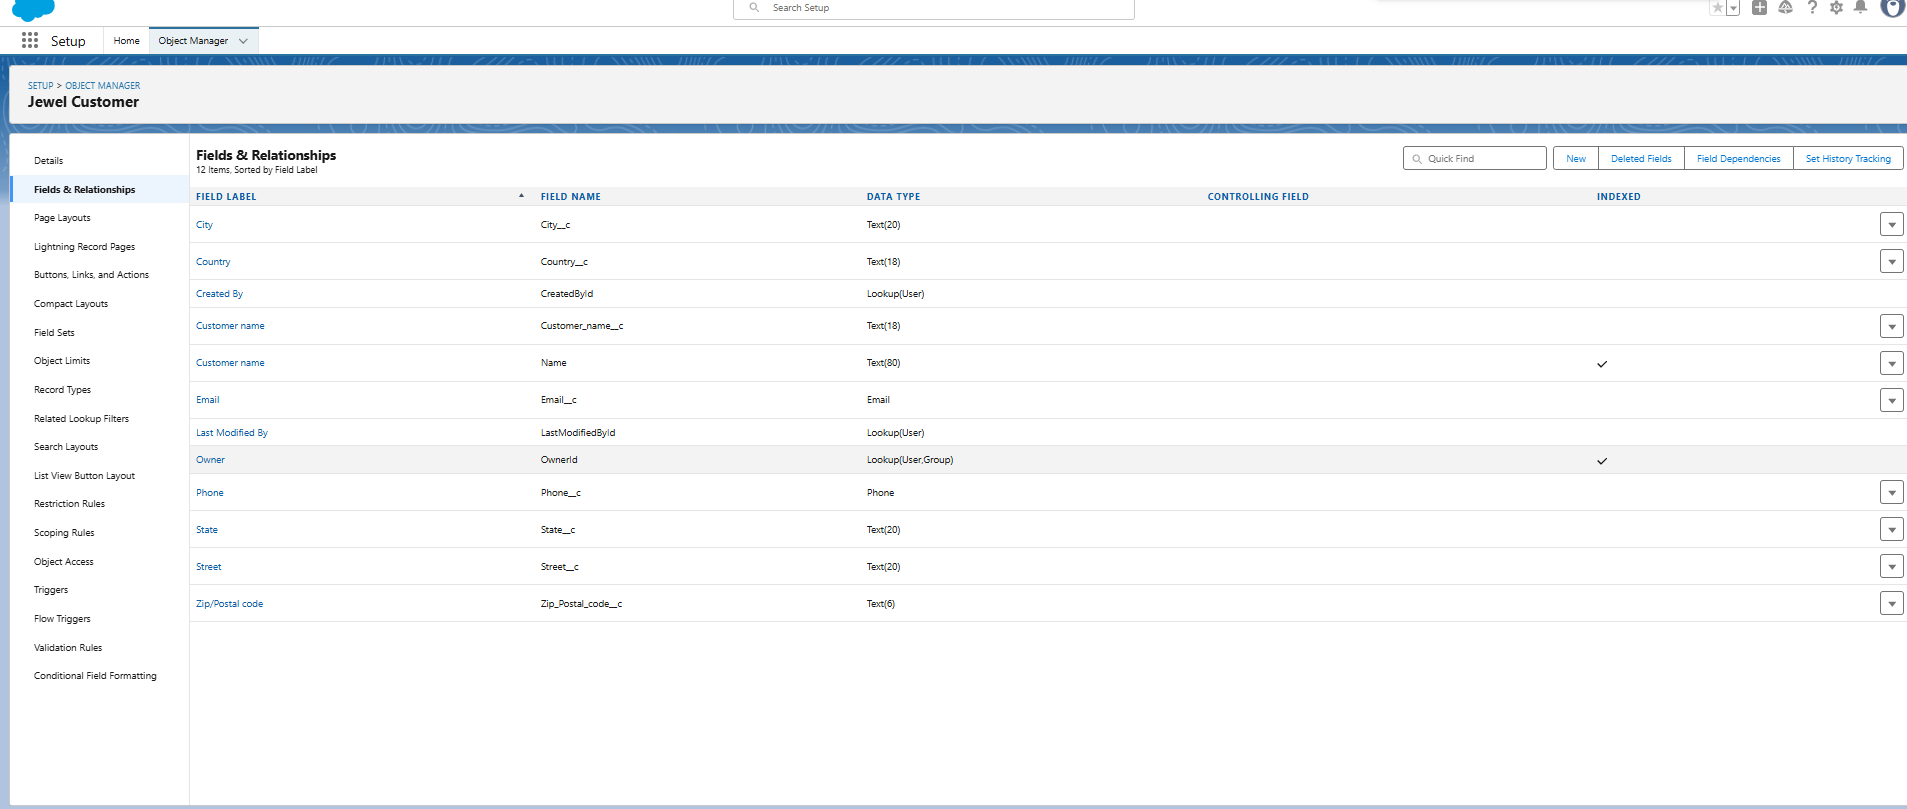 Search Setup
Setup Home Object Manager
SETUP > OBJECT MANAGER
Jewel Customer
Details
Fields & Relationships
Page Layouts
Lightning Record Pages
Buttons, Links, and Actions
Compact Layouts
Field Sets
Object Limits
Record Types
Related Lookup Filters
Search Layouts
List View Button Layout
Restriction Rules
Scoping Rules
Object Access
Triggers
Flow Triggers
Validation Rules
Conditional Field Formatting
Fields & Relationships
12 Items, Sorted by Field Label
Quick Find New Deleted Fields Field Dependencies Set History Tracking
FIELD LABEL FIELD NAME DATA TYPE CONTROLLING FIELD INDEXED
City City__c Text(20)
Country Country__c Text(18)
Created By CreatedById Lookup(User)
Customer name Customer_name__c Text(18)
Customer name Name Text(80)
Email Email__c Email
Last Modified By LastModifiedById Lookup(User)
Owner OwnerId Lookup(User,Group)
Phone Phone__c Phone
State State__c Text(20)
Street Street__c Text(20)
Zip/Postal code Zip_Postal_code__c Text(6)